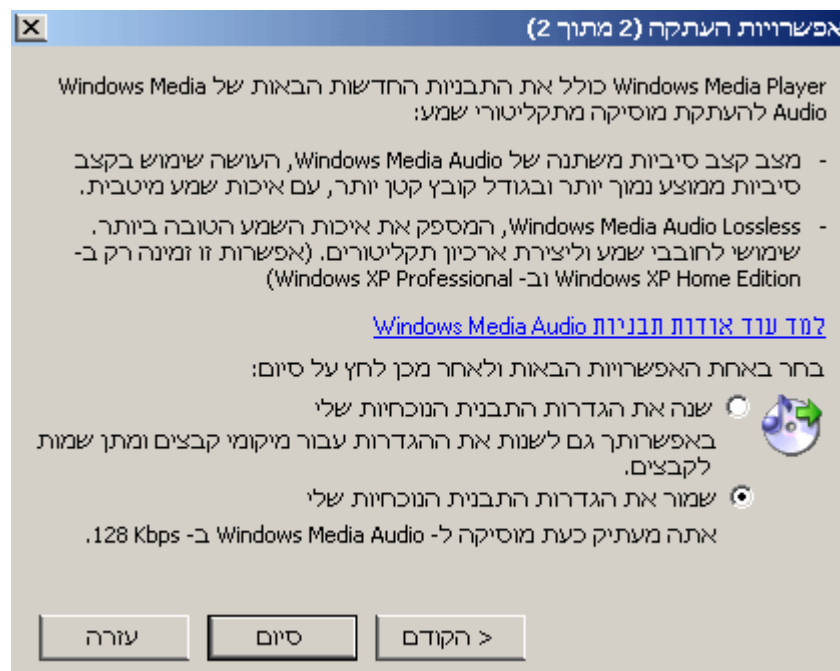 אפשרויות העתקה (2 מתוך 2)
Windows Media Player כולל את התבניות החדשות הבאות של Windows Media
Audio להעתקת מוסיקה מתקליטורי שמע:
- מצב קצב סיביות משתנה של Windows Media Audio, העושה שימוש בקצב
סיביות ממוצע נמוך יותר ובגודל קובץ קטן יותר, עם איכות שמע מיטבית.
- Windows Media Audio Lossless, המספק את איכות השמע הטובה ביותר.
שימושי לחובבי שמע וליצירת ארכיון תקליטורים. (אפשרות זו זמינה רק ב-
Windows XP Home Edition וב- Windows XP Professional)
למד עוד אודות תבניות Windows Media Audio
בחר באחת האפשרויות הבאות ולאחר מכן לחץ על סיום:
שנה את הגדרות התבנית הנוכחיות שלי
באפשרותך גם לשנות את ההגדרות עבור מיקומי קבצים ומתן שמות
לקבצים.
שמור את הגדרות התבנית הנוכחיות שלי
אתה מעתיק כעת מוסיקה ל- Windows Media Audio ב- 128 Kbps.
< הקודם
סיום
עזרה